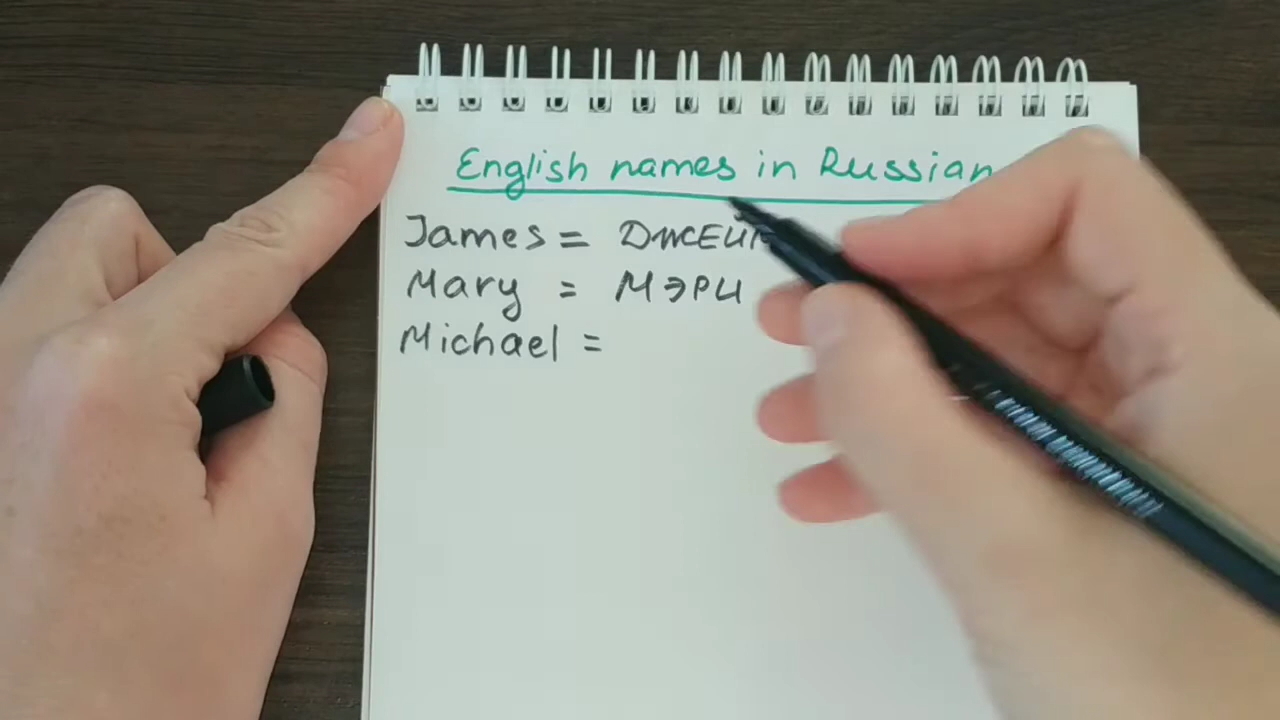 English names in Russian
James =
Mary = МЭРИ
Michael =